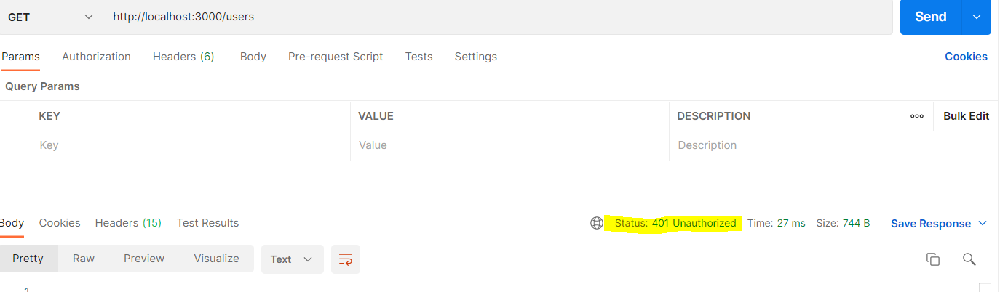 GET http://localhost:3000/users Send
Params Authorization Headers (6) Body Pre-request Script Tests Settings Cookies
Query Params
KEY VALUE DESCRIPTION Bulk Edit
Key Value Description
Body Cookies Headers (15) Test Results Status: 401 Unauthorized Time: 27 ms Size: 744 B Save Response
Pretty Raw Preview Visualize Text
1